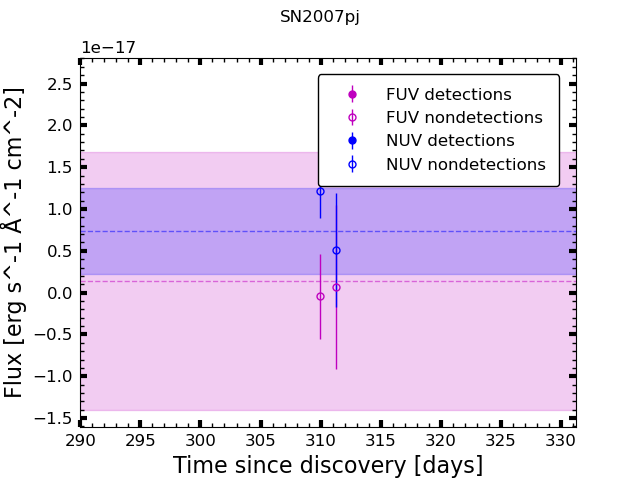 SN2007pj
1e−17
2.5
2.0
1.5
1.0
0.5
0.0
−0.5
−1.0
−1.5
FUV detections
FUV nondetections
NUV detections
NUV nondetections
290 295 300 305 310 315 320 325 330
Time since discovery [days]
Flux [erg s^-1 Å^-1 cm^-2]